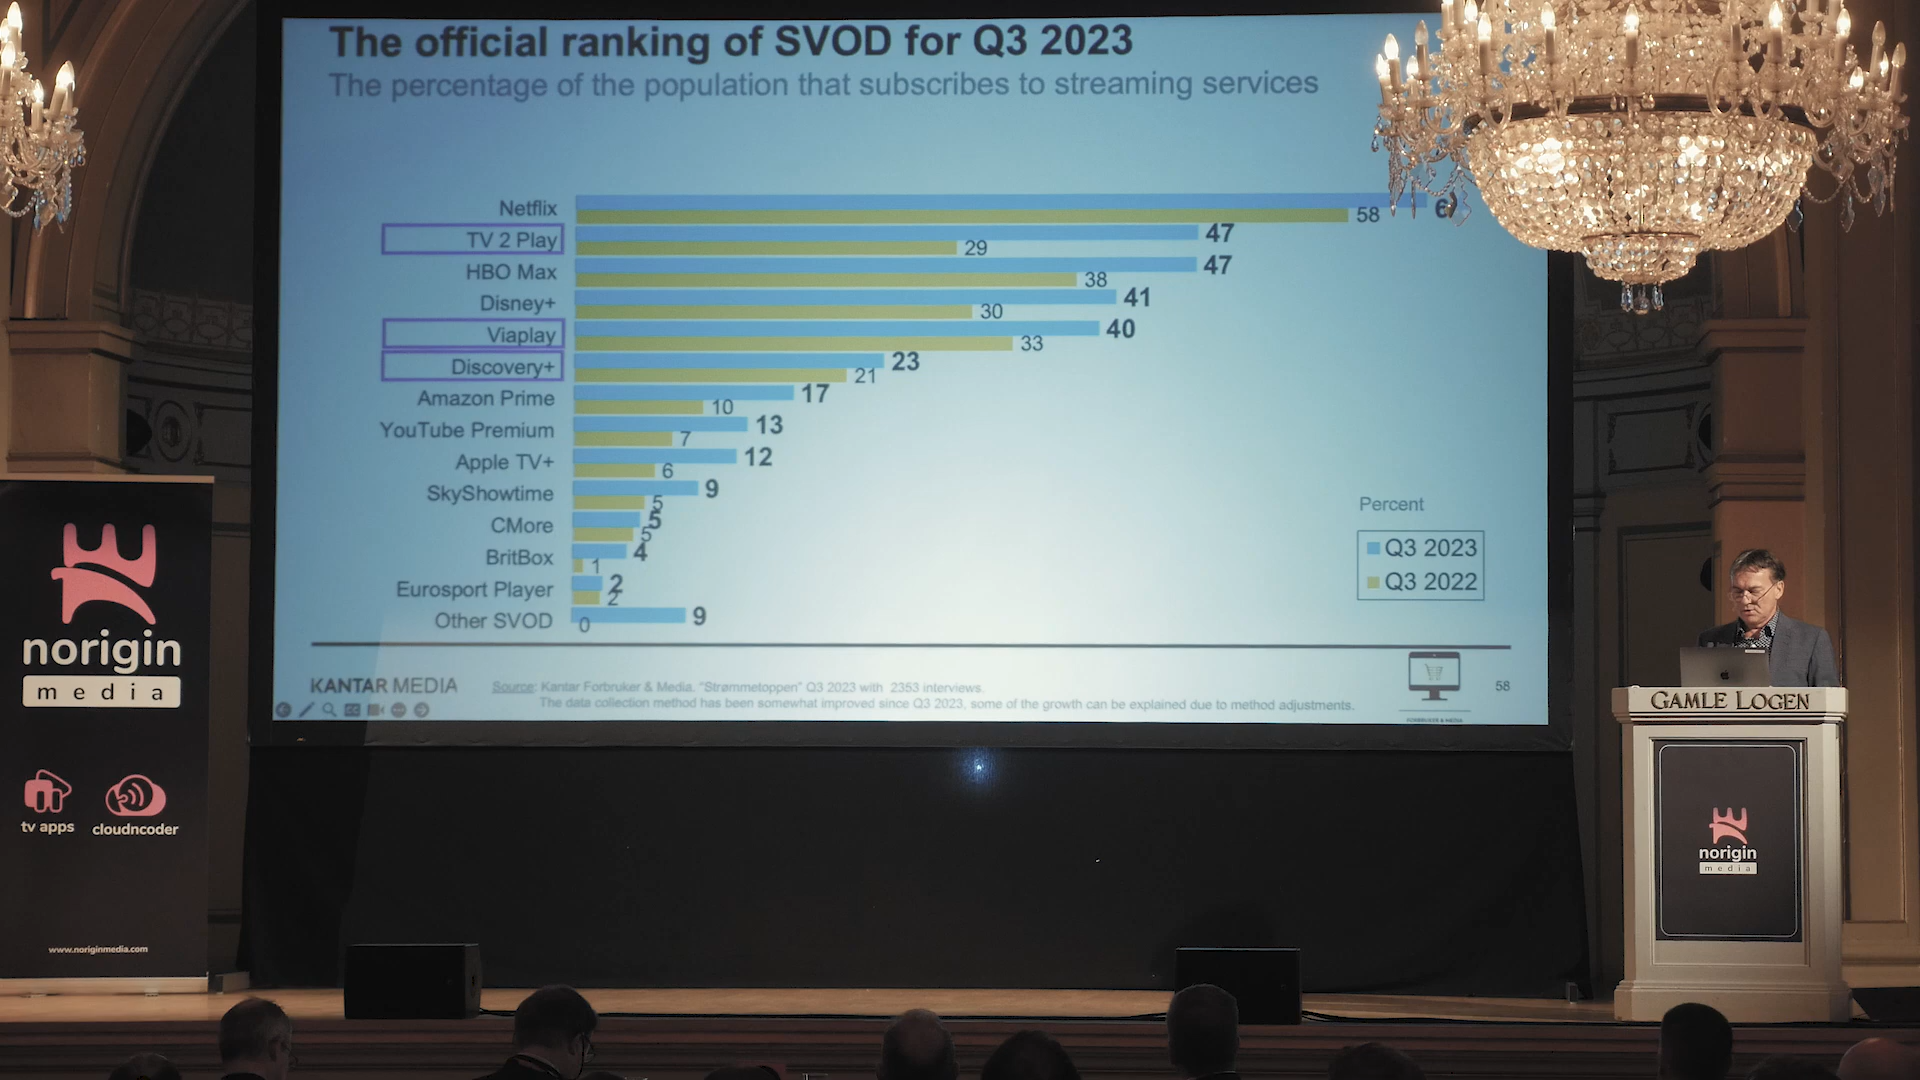 The official ranking of SVOD for Q3 2023
The percentage of the population that subscribes to streaming services
Netflix 58
TV 2 Play 47 29
HBO Max 47 38
Disney+ 41 30
Viaplay 40 33
Discovery+ 23 21
Amazon Prime 17 10
YouTube Premium 13 7
Apple TV+ 12 6
SkyShowtime 9 5
CMore 5 5
BritBox 4 1
Eurosport Player 2 2
Other SVOD 9 0
Percent
Q3 2023
Q3 2022
KANTAR MEDIA
Source: Kantar Forbruker & Media. "Strømmetoppen" Q3 2023 with 2353 interviews.
The data collection method has been somewhat improved since Q3 2023, some of the growth can be explained due to method adjustments.
FORBRUKER & MEDIA
58
norigin
media
tv apps
cloudncoder
www.noriginmedia.com
GAMLE LOGEN
norigin
media